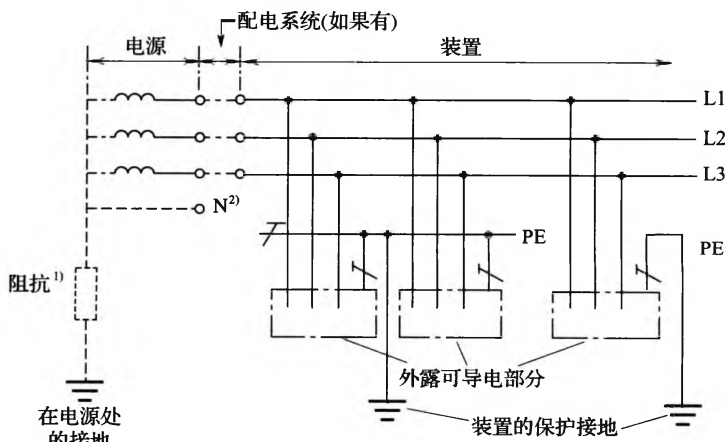 配电系统(如果有)
电源
装置
L1
L2
L3
N2)
PE
PE
阻抗1)
外露可导电部分
在电源处
的接地
装置的保护接地